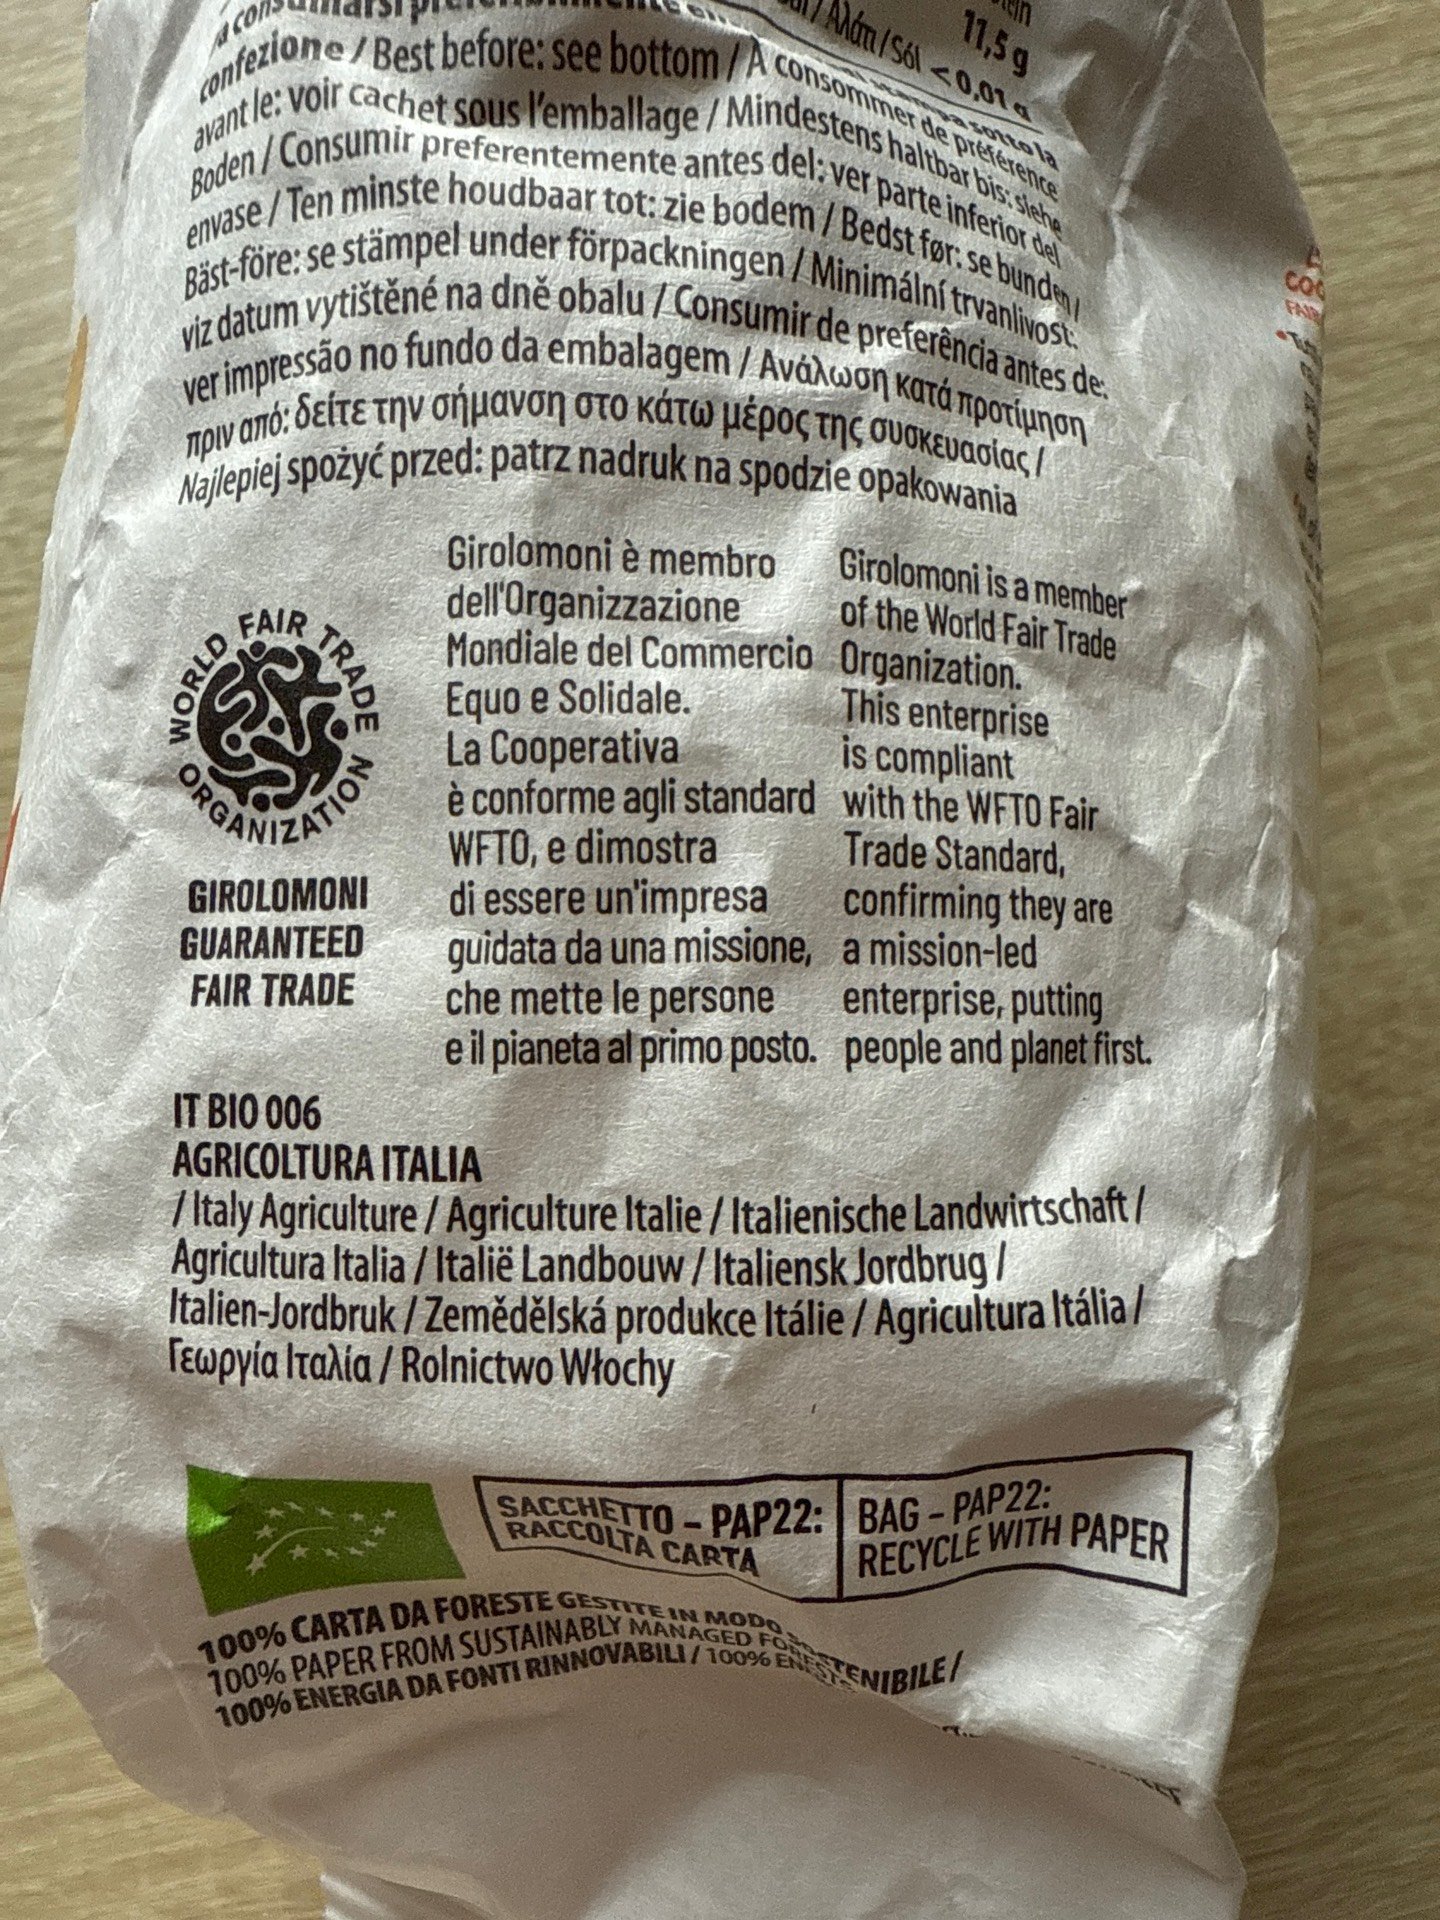 11,5 g
/ Αλάτι / Sól < 0,01 g
confezione / Best before: see bottom / À consommer de préférence
avant le: voir cachet sous l'emballage / Mindestens haltbar bis: siehe
Boden / Consumir preferentemente antes del: ver parte inferior del
envase / Ten minste houdbaar tot: zie bodem / Bedst før: se bunden /
Bäst-före: se stämpel under förpackningen / Minimální trvanlivost:
viz datum vytištěné na dně obalu / Consumir de preferência antes de:
ver impressão no fundo da embalagem / Ανάλωση κατά προτίμηση
πριν από: δείτε την σήμανση στο κάτω μέρος της συσκευασίας /
Najlepiej spożyć przed: patrz nadruk na spodzie opakowania
WORLD FAIR TRADE ORGANIZATION
GIROLOMONI
GUARANTEED
FAIR TRADE
Girolomoni è membro
dell'Organizzazione
Mondiale del Commercio
Equo e Solidale.
La Cooperativa
è conforme agli standard
WFTO, e dimostra
di essere un'impresa
guidata da una missione,
che mette le persone
e il pianeta al primo posto.
Girolomoni is a member
of the World Fair Trade
Organization.
This enterprise
is compliant
with the WFTO Fair
Trade Standard,
confirming they are
a mission-led
enterprise, putting
people and planet first.
IT BIO 006
AGRICOLTURA ITALIA
/ Italy Agriculture / Agriculture Italie / Italienische Landwirtschaft /
Agricultura Italia / Italië Landbouw / Italiensk Jordbrug /
Italien-Jordbruk / Zemědělská produkce Itálie / Agricultura Itália /
Γεωργία Ιταλία / Rolnictwo Włochy
SACCHETTO – PAP22:
RACCOLTA CARTA
BAG – PAP22:
RECYCLE WITH PAPER
100% CARTA DA FORESTE GESTITE IN MODO SOSTENIBILE /
100% PAPER FROM SUSTAINABLY MANAGED
100% ENERGIA DA FONTI RINNOVABILI / 100%